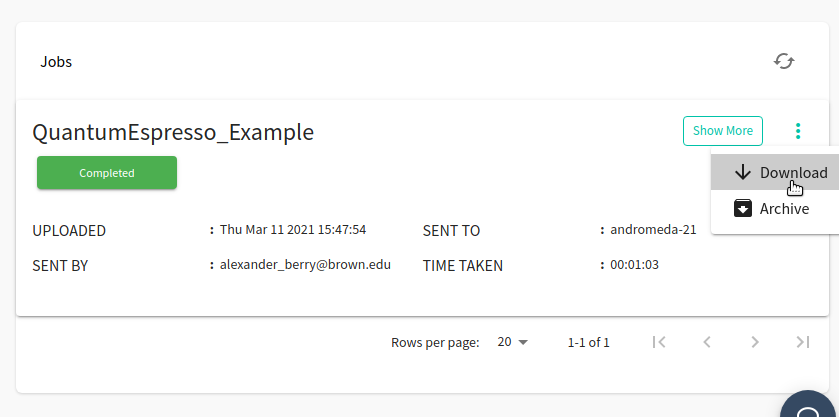 Jobs
QuantumEspresso_Example
Show More
Completed
Download
Archive
UPLOADED : Thu Mar 11 2021 15:47:54 SENT TO : andromeda-21
SENT BY : alexander_berry@brown.edu TIME TAKEN : 00:01:03
Rows per page: 20 1-1 of 1